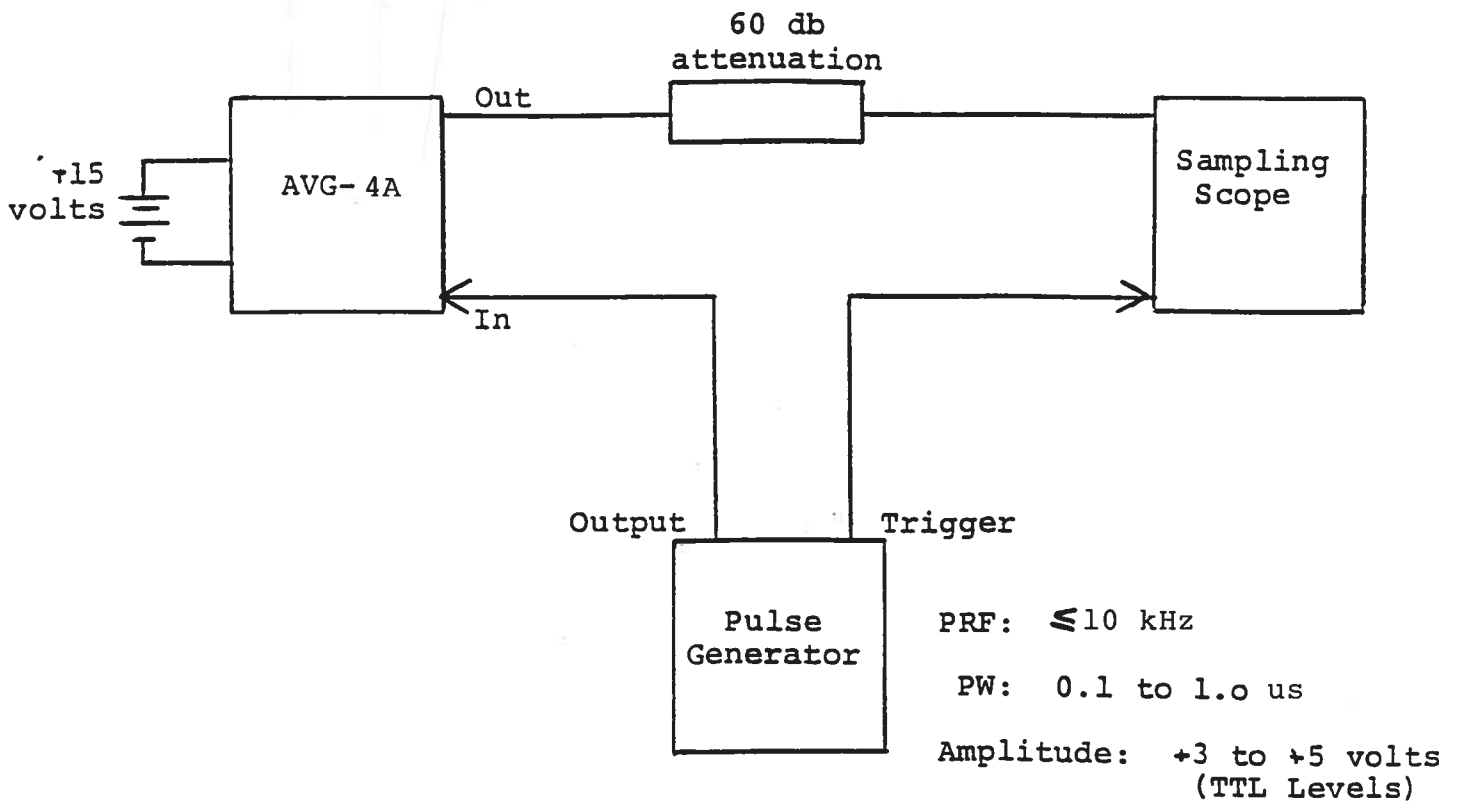 60 db
attenuation
Out
+15
volts
AVG-4A
Sampling
Scope
In
Output
Trigger
Pulse
Generator
PRF: ≤10 kHz
PW: 0.1 to 1.0 us
Amplitude: +3 to +5 volts
(TTL Levels)